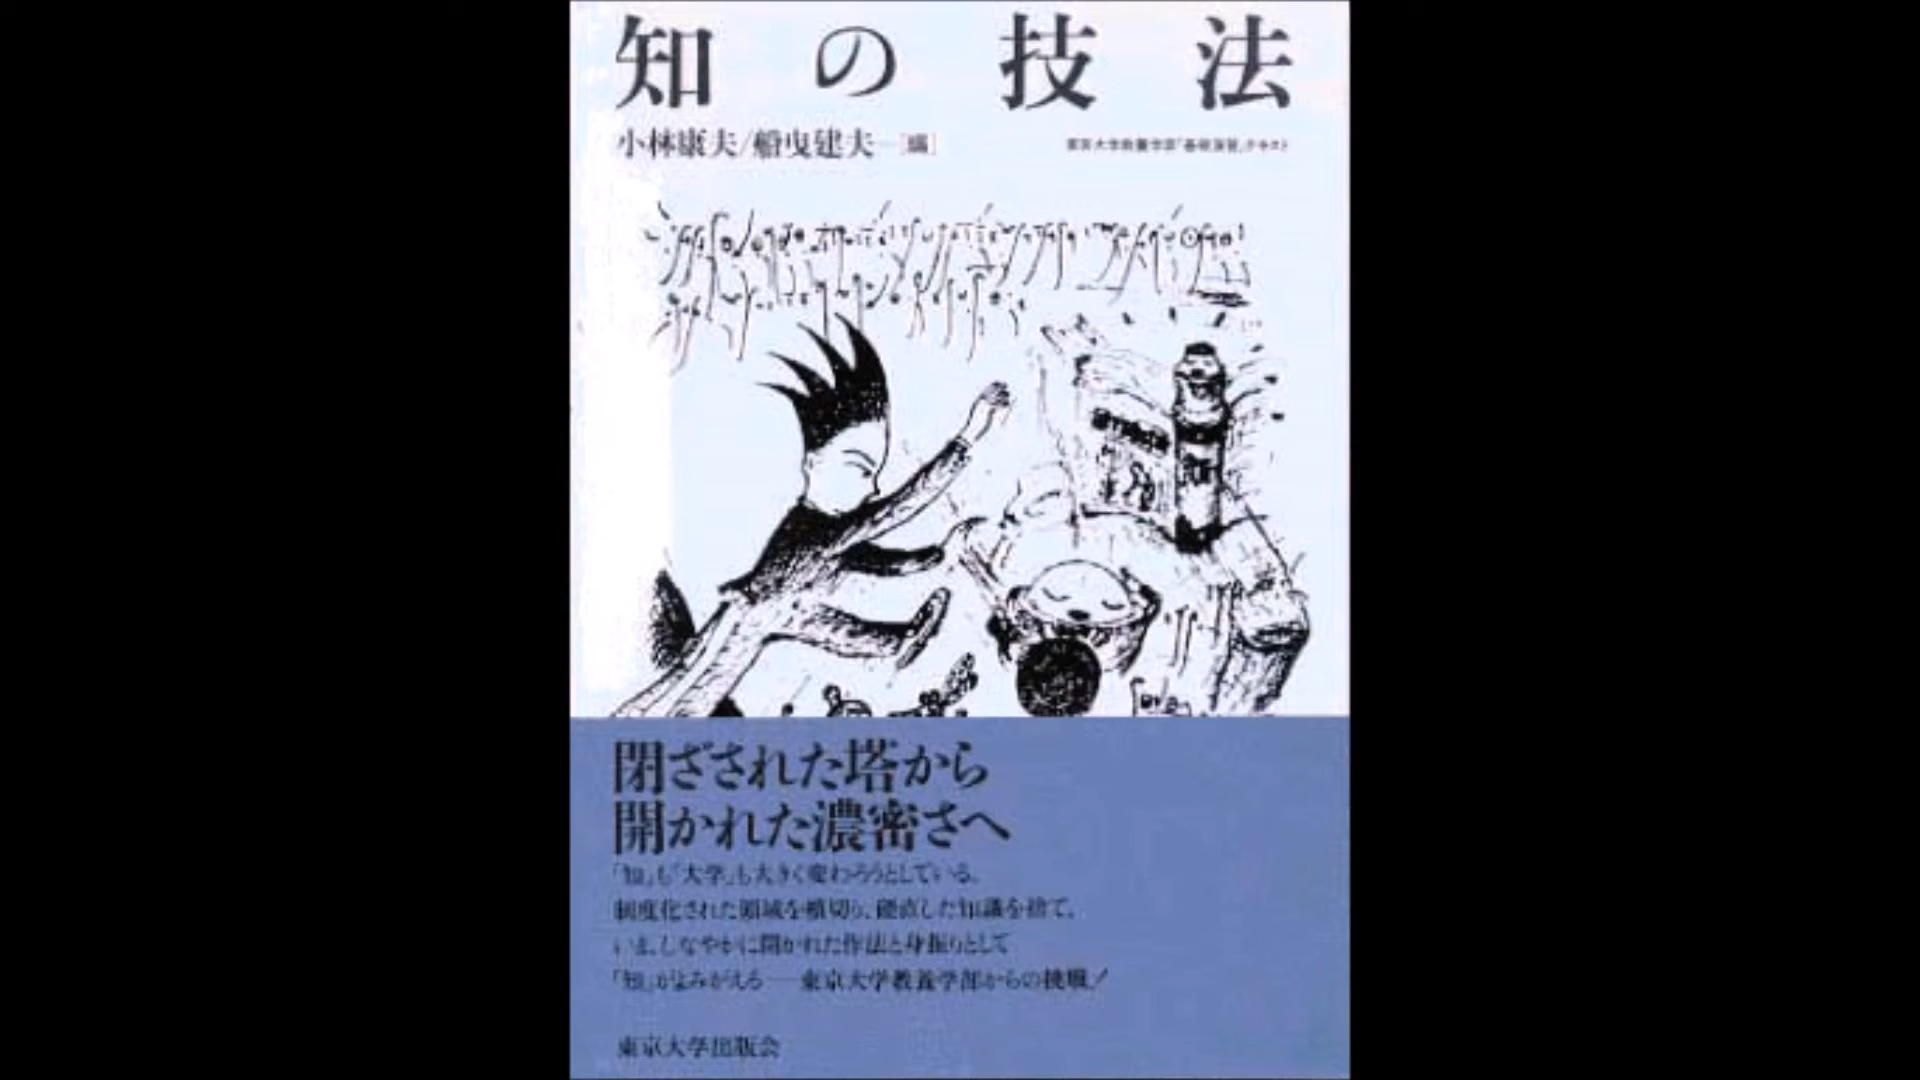 知の技法
小林康夫/船曳建夫―[編]
東京大学教養学部「基礎演習」テキスト
閉ざされた塔から
開かれた濃密さへ
「知」も「大学」も大きく変わろうとしている。
制度化された領域を横切り、硬直した知識を捨て、
いま、しなやかに開かれた作法と身振りとして
「知」がよみがえる――東京大学教養学部からの挑戦！
東京大学出版会